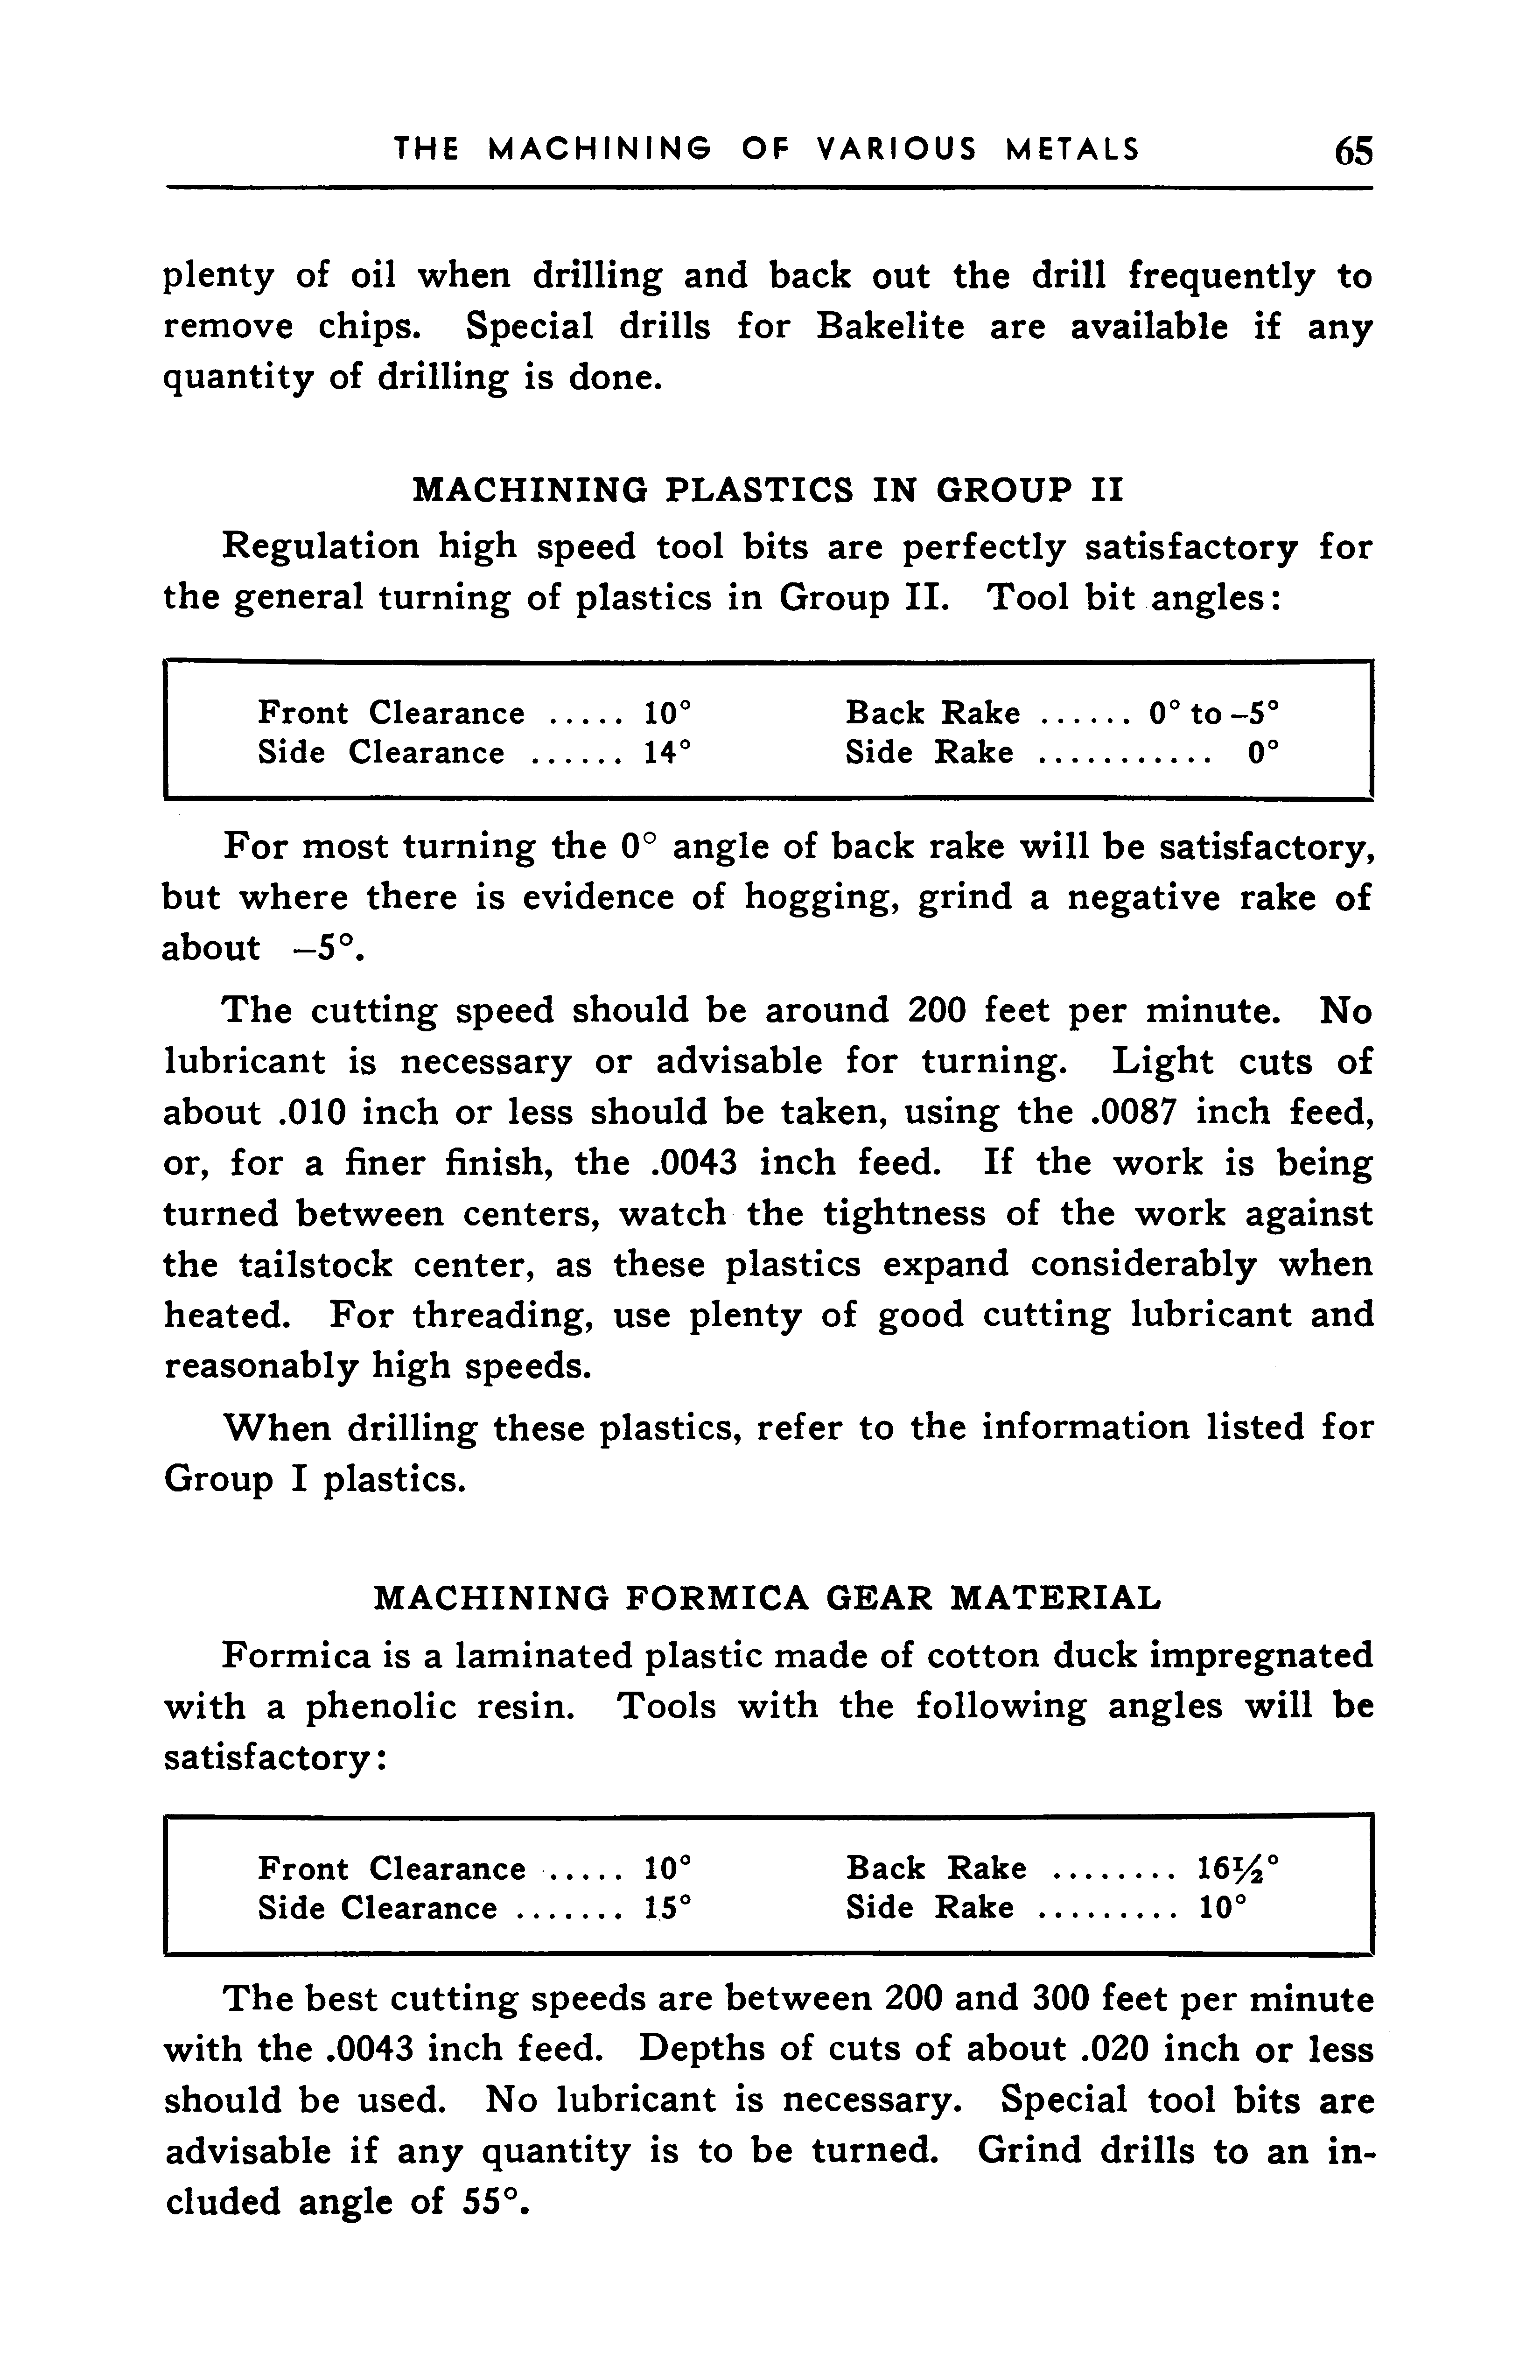 THE MACHINING OF VARIOUS METALS 65
plenty of oil when drilling and back out the drill frequently to
remove chips. Special drills for Bakelite are available if any
quantity of drilling is done.
MACHINING PLASTICS IN GROUP II
Regulation high speed tool bits are perfectly satisfactory for
the general turning of plastics in Group II. Tool bit angles:
Front Clearance ..... 10° Back Rake ...... 0° to –5°
Side Clearance ...... 14° Side Rake ........... 0°
For most turning the 0° angle of back rake will be satisfactory,
but where there is evidence of hogging, grind a negative rake of
about –5°.
The cutting speed should be around 200 feet per minute. No
lubricant is necessary or advisable for turning. Light cuts of
about .010 inch or less should be taken, using the .0087 inch feed,
or, for a finer finish, the .0043 inch feed. If the work is being
turned between centers, watch the tightness of the work against
the tailstock center, as these plastics expand considerably when
heated. For threading, use plenty of good cutting lubricant and
reasonably high speeds.
When drilling these plastics, refer to the information listed for
Group I plastics.
MACHINING FORMICA GEAR MATERIAL
Formica is a laminated plastic made of cotton duck impregnated
with a phenolic resin. Tools with the following angles will be
satisfactory:
Front Clearance ..... 10° Back Rake ........ 16½°
Side Clearance ....... 15° Side Rake ......... 10°
The best cutting speeds are between 200 and 300 feet per minute
with the .0043 inch feed. Depths of cuts of about .020 inch or less
should be used. No lubricant is necessary. Special tool bits are
advisable if any quantity is to be turned. Grind drills to an in-
cluded angle of 55°.